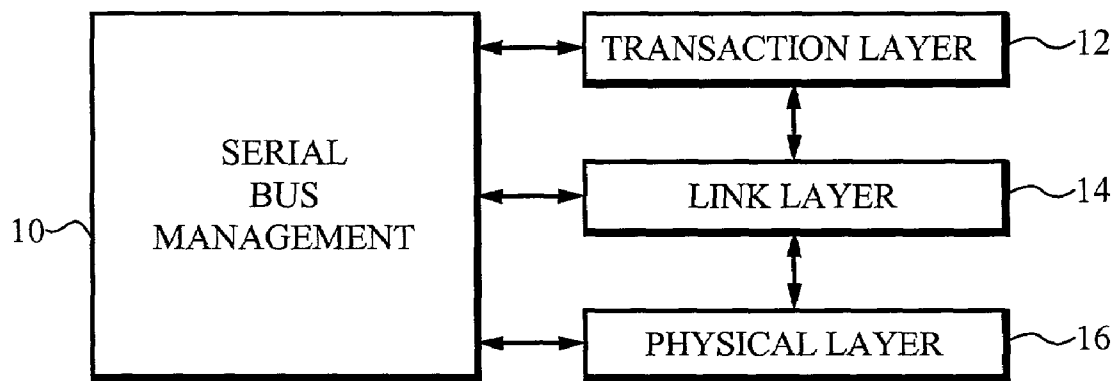 TRANSACTION LAYER
12
SERIAL
BUS
MANAGEMENT
10
LINK LAYER
14
PHYSICAL LAYER
16